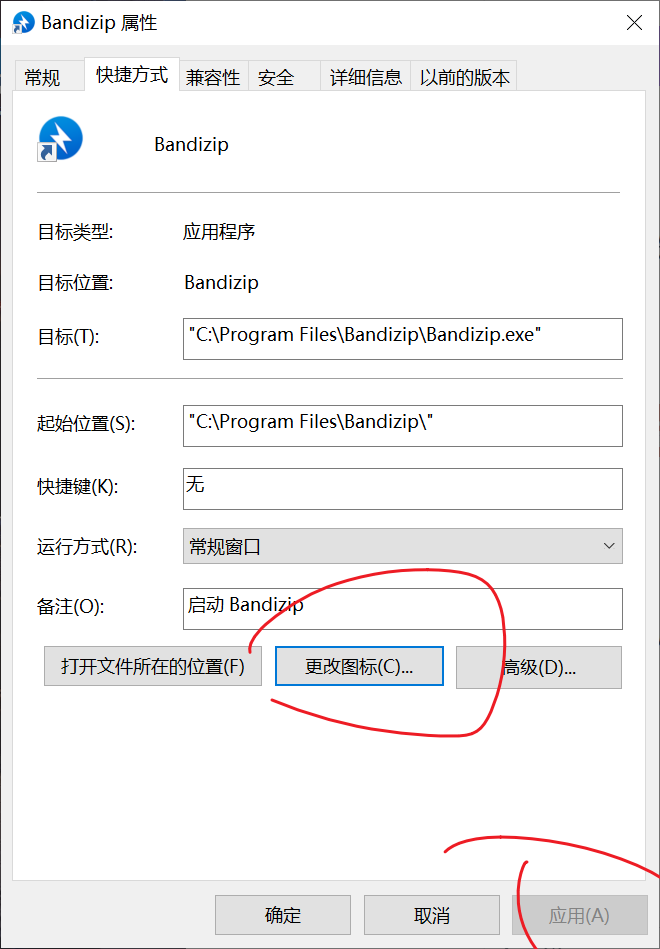 Bandizip 属性
常规 快捷方式 兼容性 安全 详细信息 以前的版本
Bandizip
目标类型: 应用程序
目标位置: Bandizip
目标(T): "C:\Program Files\Bandizip\Bandizip.exe"
起始位置(S): "C:\Program Files\Bandizip\"
快捷键(K): 无
运行方式(R): 常规窗口
备注(O): 启动 Bandizip
打开文件所在的位置(F) 更改图标(C)... 高级(D)...
确定 取消 应用(A)